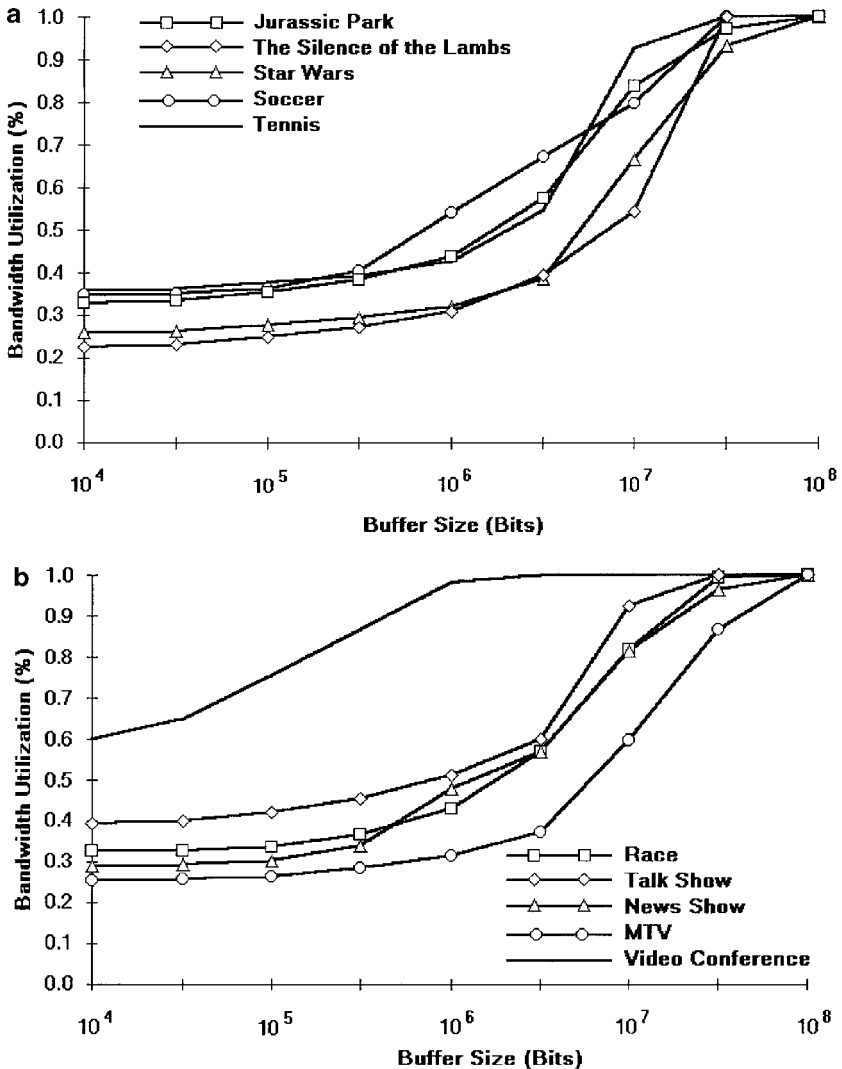 a
Jurassic Park
The Silence of the Lambs
Star Wars
Soccer
Tennis
Bandwidth Utilization (%)
1.0
0.9
0.8
0.7
0.6
0.5
0.4
0.3
0.2
0.1
0.0
10^4 10^5 10^6 10^7 10^8
Buffer Size (Bits)
b
Bandwidth Utilization (%)
1.0
0.9
0.8
0.7
0.6
0.5
0.4
0.3
0.2
0.1
0.0
Race
Talk Show
News Show
MTV
Video Conference
10^4 10^5 10^6 10^7 10^8
Buffer Size (Bits)